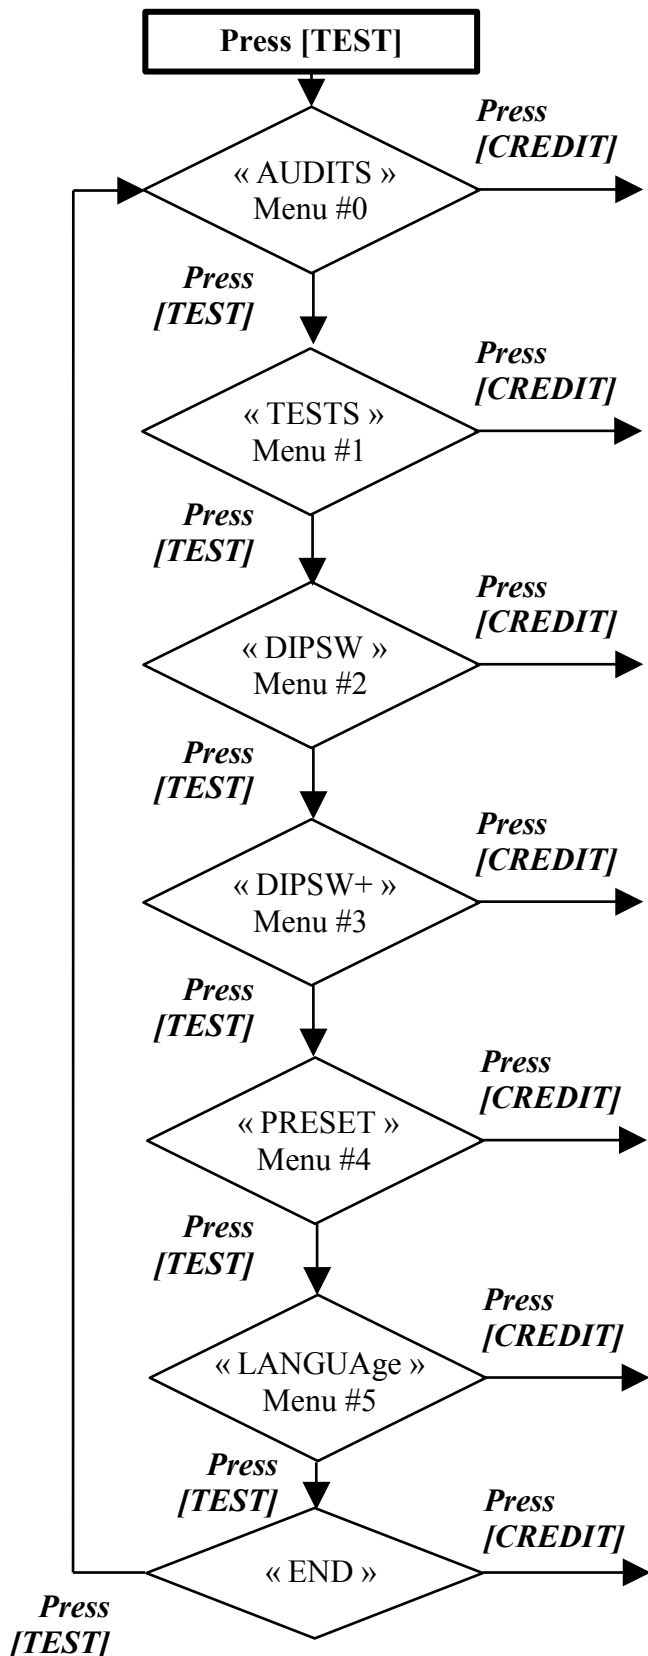 Press [TEST]
Press
[CREDIT]
« AUDITS »
Menu #0
Press
[TEST]
Press
[CREDIT]
« TESTS »
Menu #1
Press
[TEST]
Press
[CREDIT]
« DIPSW »
Menu #2
Press
[TEST]
Press
[CREDIT]
« DIPSW+ »
Menu #3
Press
[TEST]
Press
[CREDIT]
« PRESET »
Menu #4
Press
[TEST]
Press
[CREDIT]
« LANGUAge »
Menu #5
Press
[TEST]
Press
[CREDIT]
« END »
Press
[TEST]